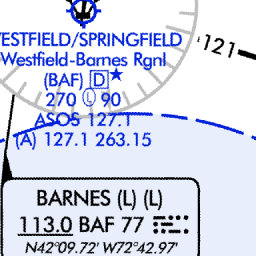 WESTFIELD/SPRINGFIELD
Westfield-Barnes Rgnl
(BAF) D
270 L 90
ASOS 127.1
(A) 127.1 263.15
121
BARNES (L) (L)
113.0 BAF 77
N42°09.72' W72°42.97'